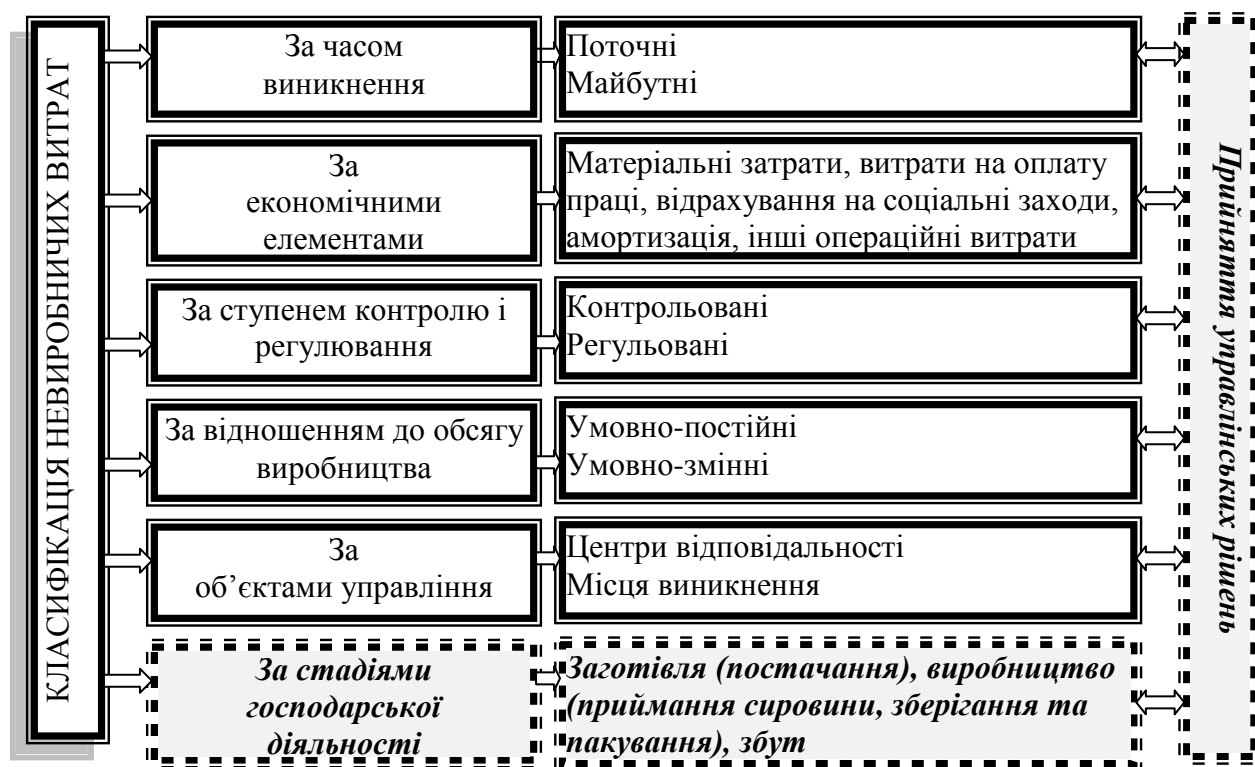 КЛАСИФІКАЦІЯ НЕВИРОБНИЧИХ ВИТРАТ
За часом
виникнення
Поточні
Майбутні
За
економічними
елементами
Матеріальні затрати, витрати на оплату
праці, відрахування на соціальні заходи,
амортизація, інші операційні витрати
За ступенем контролю і
регулювання
Контрольовані
Регульовані
За відношенням до обсягу
виробництва
Умовно-постійні
Умовно-змінні
За
об’єктами управління
Центри відповідальності
Місця виникнення
За стадіями
господарської
діяльності
Заготівля (постачання), виробництво
(приймання сировини, зберігання та
пакування), збут
Прийняття управлінських рішень